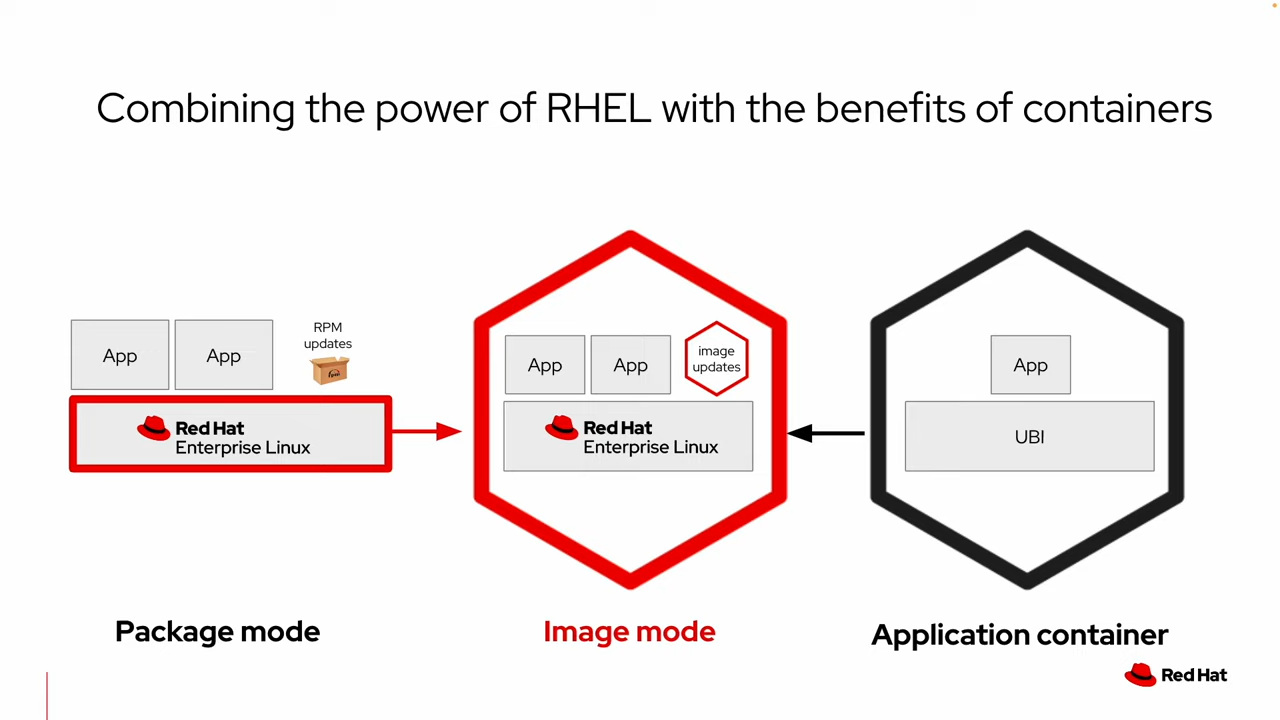 Combining the power of RHEL with the benefits of containers
App
App
RPM
updates
rpm
Red Hat
Enterprise Linux
App
App
image
updates
Red Hat
Enterprise Linux
App
UBI
Package mode
Image mode
Application container
Red Hat